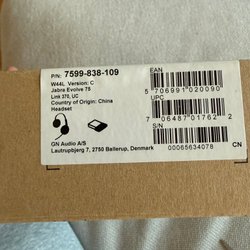 P/N: 7599-838-109
W44L, Version: C
Jabra Evolve 75
Link 370, UC
Country of Origin: China
Headset
GN Audio A/S
Lautrupbjerg 7, 2750 Ballerup, Denmark
EAN
5 706991 020090
UPC
7 06487 01762 2
S/N
00065634078
CN